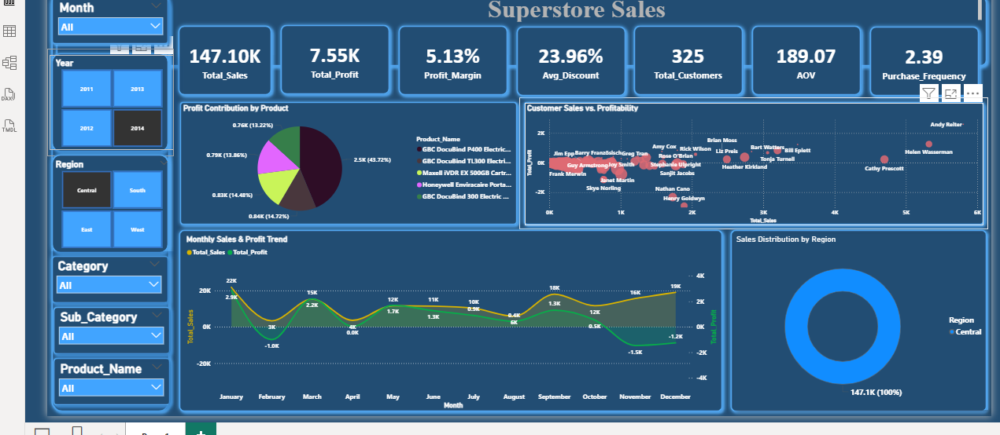 Superstore Sales
Month
All
Year
2011
2013
2012
2014
Region
Central
South
East
West
Category
All
Sub_Category
All
Product_Name
All
DAX
TMDL
147.10K
Total_Sales
7.55K
Total_Profit
5.13%
Profit_Margin
23.96%
Avg_Discount
325
Total_Customers
189.07
AOV
2.39
Purchase_Frequency
Profit Contribution by Product
0.76K (13.22%)
0.79K (13.86%)
0.83K (14.48%)
0.84K (14.72%)
2.5K (43.72%)
Product_Name
GBC DocuBind P400 Electric...
GBC DocuBind TL300 Electri...
Maxell iVDR EX 500GB Cartr...
Honeywell Enviracaire Porta...
GBC DocuBind 300 Electric ...
Customer Sales vs. Profitability
Total_Profit
2K
0K
-2K
Andy Reiter
Brian Moss
Helen Wasserman
Amy Cox
Rick Wilson
Liz Preis
Bart Watters
Bill Eplett
Jim Epp
Barry Französisch
Greg Tran
Rose O'Brian
Tonja Turnell
Guy Armstrong
Joy Smith
Stephanie Ulpright
Heather Kirkland
Cathy Prescott
Frank Merwin
Sanjit Jacobs
Janet Martin
Skye Norling
Nathan Cano
Henry Goldwyn
0K
1K
2K
3K
4K
5K
6K
Total_Sales
Monthly Sales & Profit Trend
Total_Sales
Total_Profit
Total_Sales
20K
0K
-20K
22K
2.9K
3K
-1.0K
15K
2.2K
4K
0.0K
12K
1.7K
11K
1.3K
10K
0.9K
0.4K
6K
18K
1.3K
12K
0.5K
16K
-1.5K
19K
-1.2K
4K
2K
0K
-2K
-4K
Total_Profit
January
February
March
April
May
June
July
August
September
October
November
December
Month
Sales Distribution by Region
147.1K (100%)
Region
Central